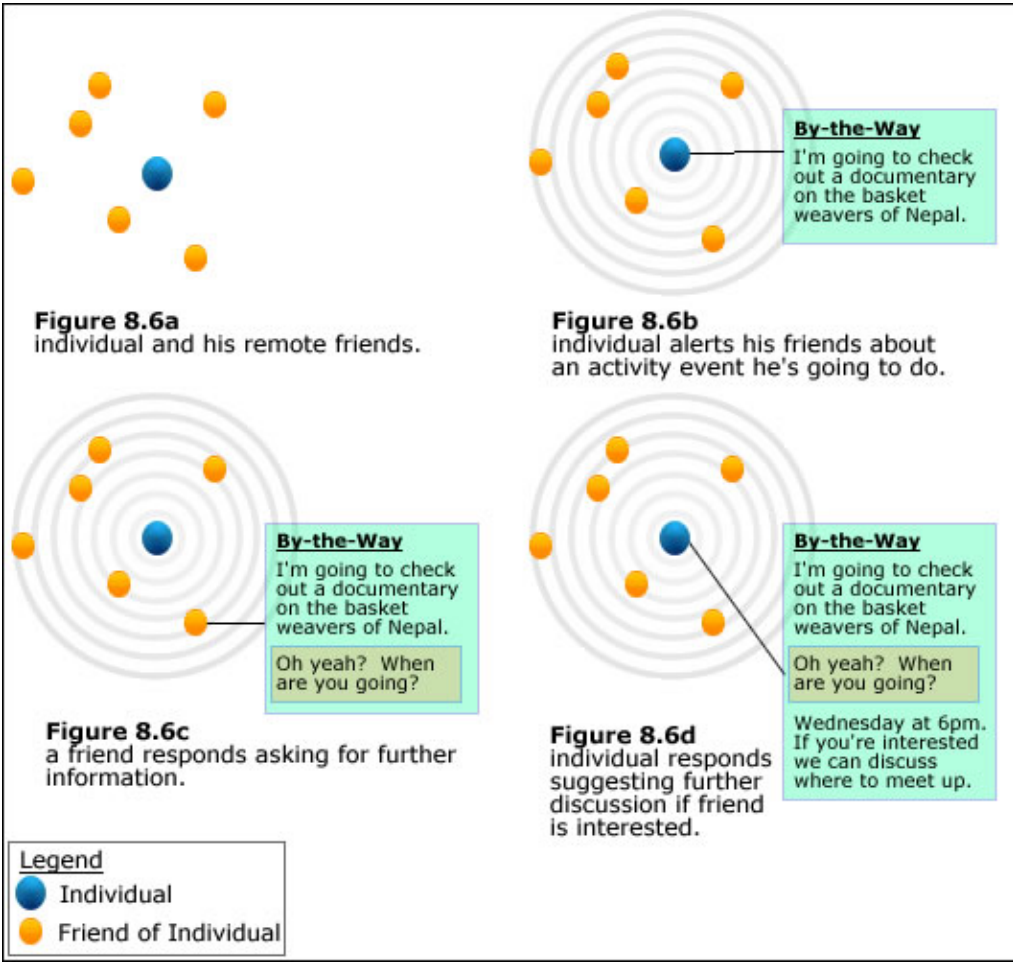 By-the-Way
I'm going to check
out a documentary
on the basket
weavers of Nepal.
Figure 8.6a
individual and his remote friends.
Figure 8.6b
individual alerts his friends about
an activity event he's going to do.
By-the-Way
I'm going to check
out a documentary
on the basket
weavers of Nepal.
Oh yeah?  When
are you going?
Figure 8.6c
a friend responds asking for further
information.
By-the-Way
I'm going to check
out a documentary
on the basket
weavers of Nepal.
Oh yeah?  When
are you going?
Wednesday at 6pm.
If you're interested
we can discuss
where to meet up.
Figure 8.6d
individual responds
suggesting further
discussion if friend
is interested.
Legend
Individual
Friend of Individual